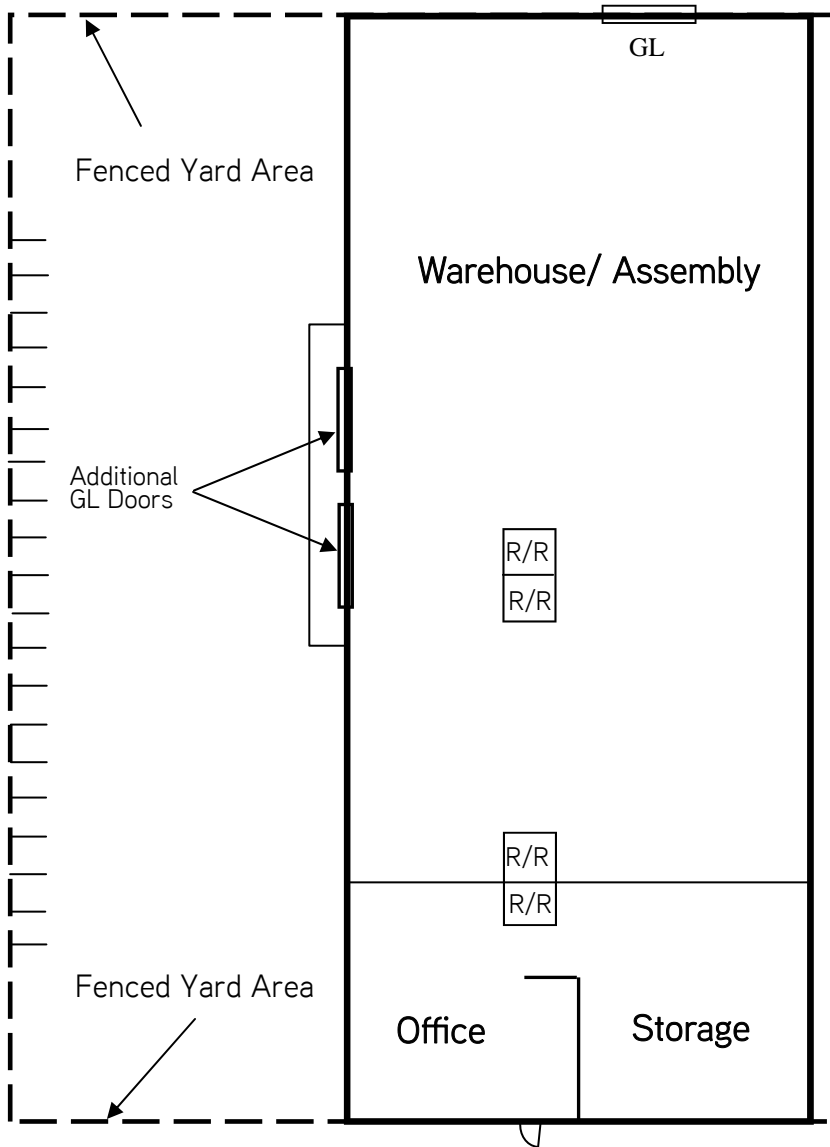 GL
Fenced Yard Area
Warehouse/ Assembly
Additional
GL Doors
R/R
R/R
R/R
R/R
Fenced Yard Area
Office
Storage